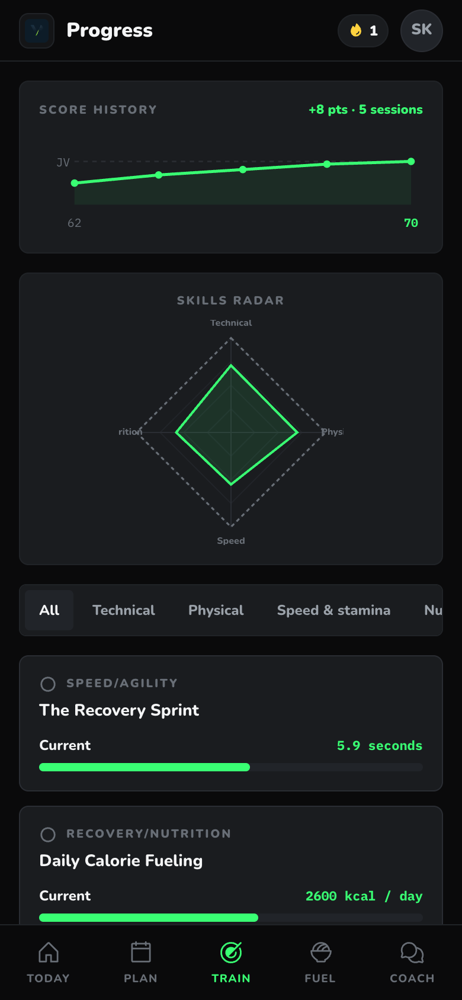 Progress
1
SK
SCORE HISTORY
+8 pts · 5 sessions
JV
62
70
SKILLS RADAR
Technical
rition
Physi
Speed
All
Technical
Physical
Speed & stamina
Nu
SPEED/AGILITY
The Recovery Sprint
Current
5.9 seconds
RECOVERY/NUTRITION
Daily Calorie Fueling
Current
2600 kcal / day
TODAY
PLAN
TRAIN
FUEL
COACH